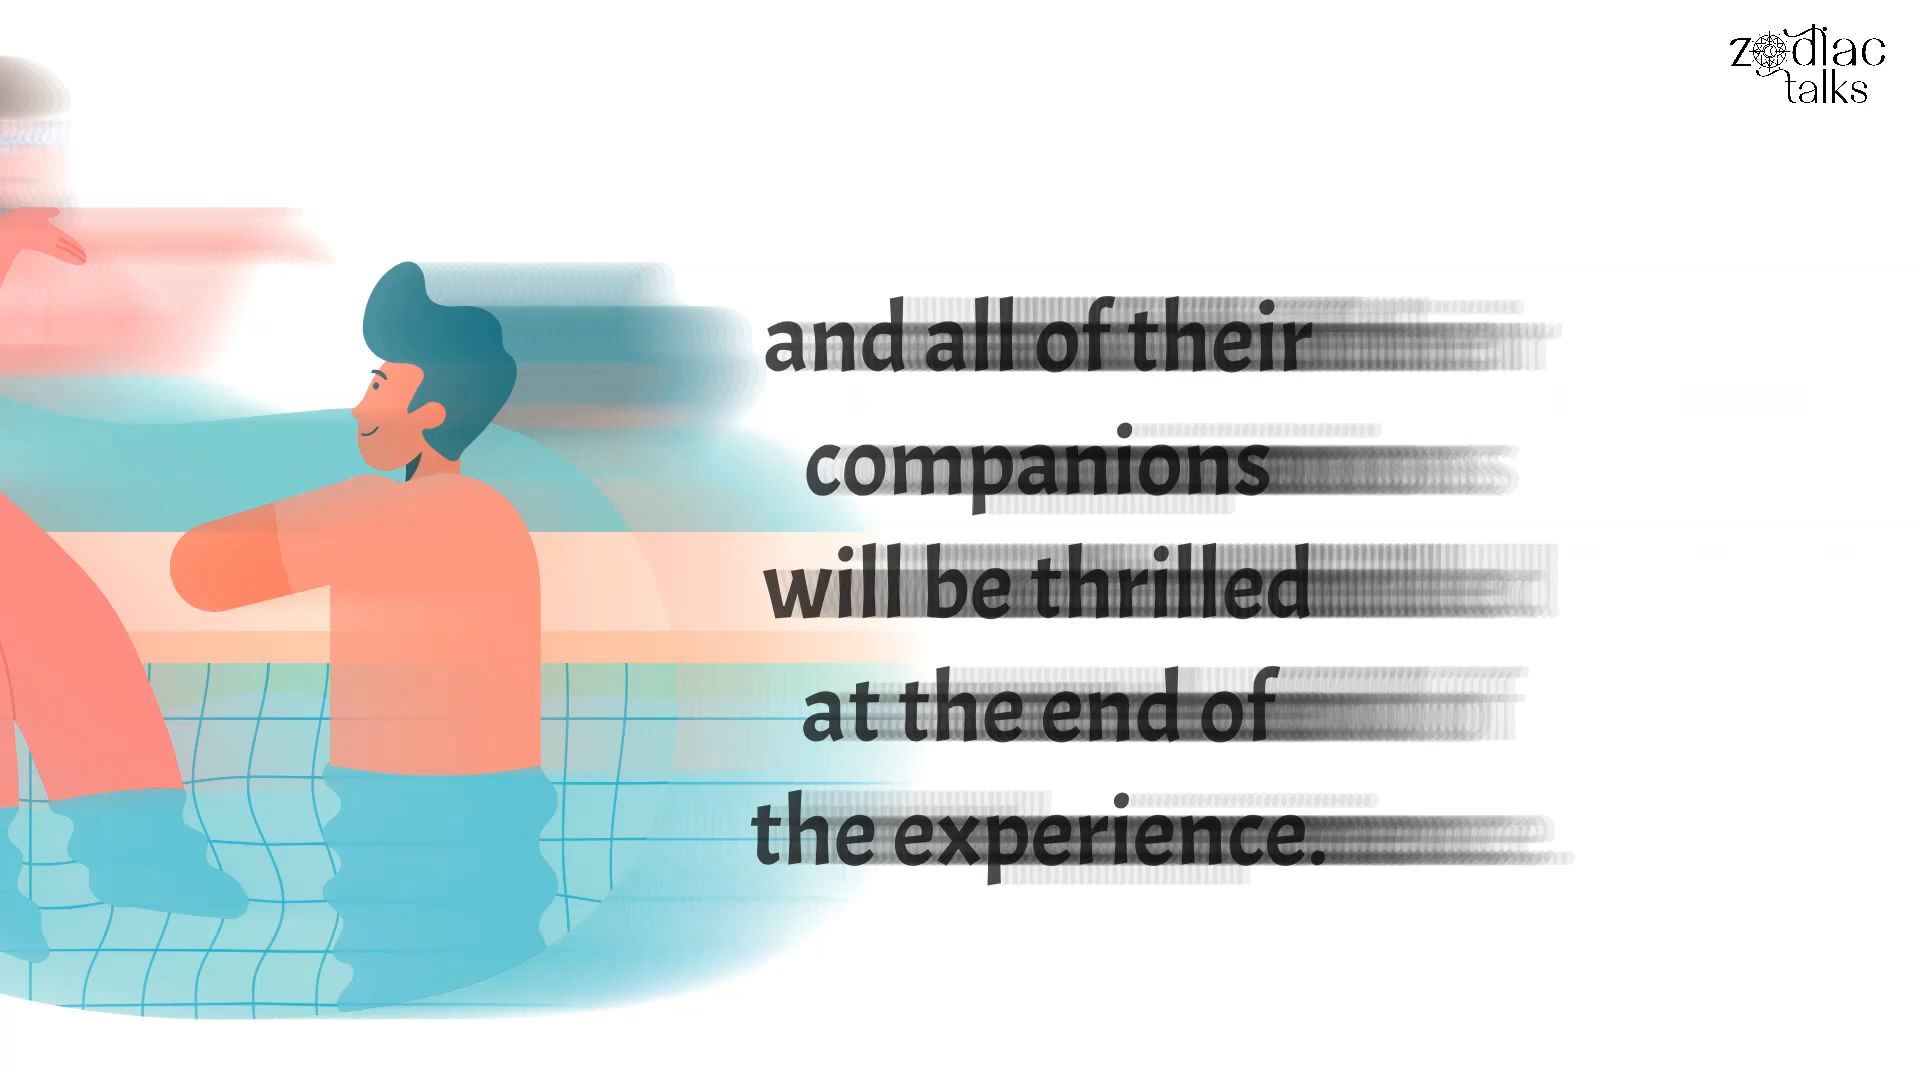 zodiac
talks
and all of their
companions
will be thrilled
at the end of
the experience.